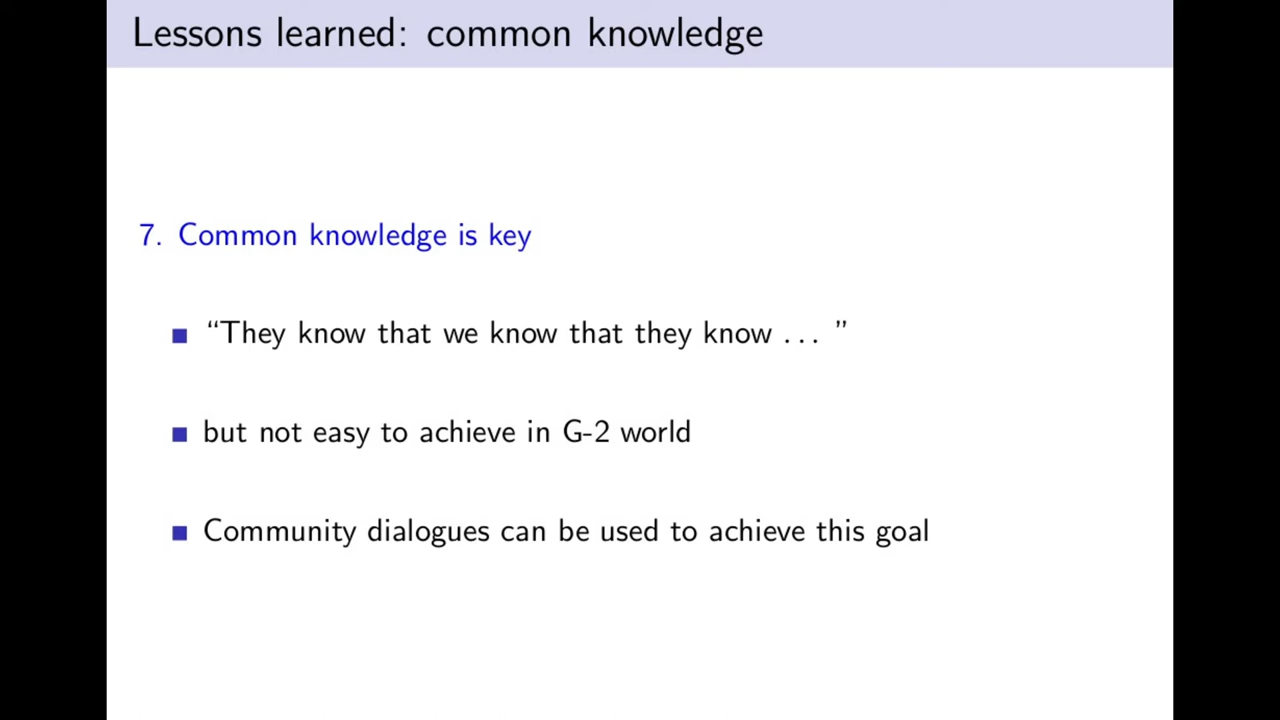 Lessons learned: common knowledge
7. Common knowledge is key
“They know that we know that they know . . . ”
but not easy to achieve in G-2 world
Community dialogues can be used to achieve this goal